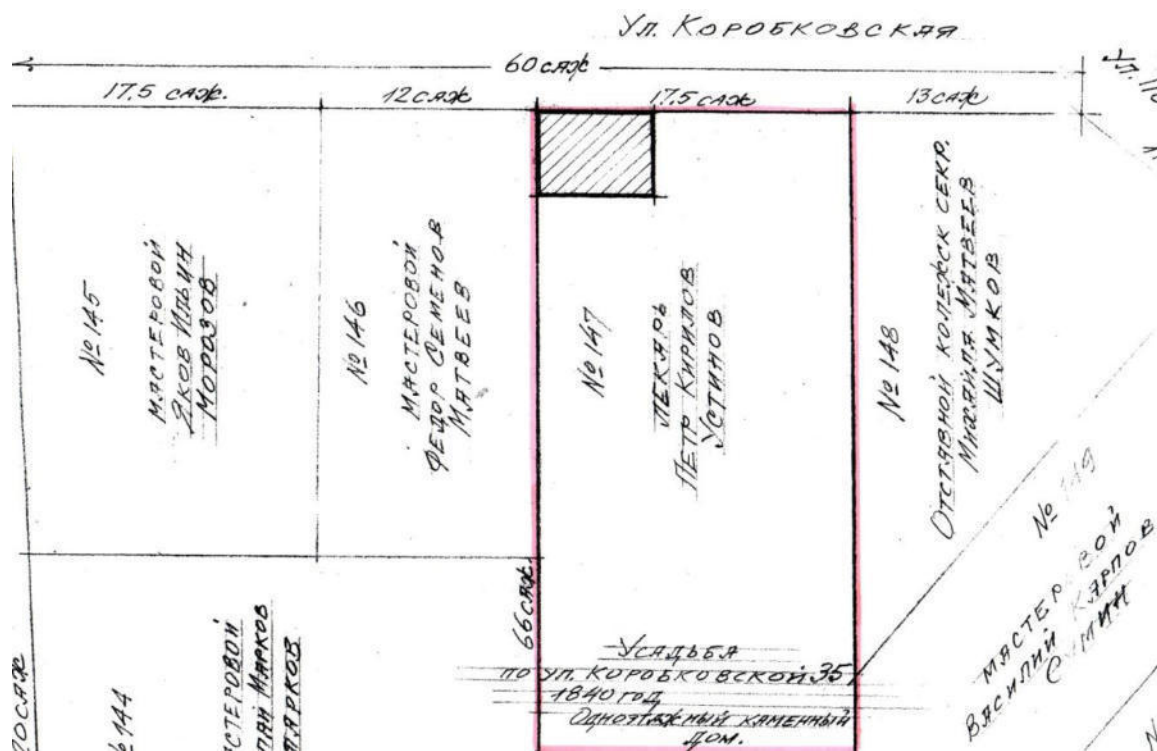 Ул. Коробковская
60 саж
17,5 саж.
12 саж
17,5 саж
13 саж
№ 145
Мастеровой
Яков Ильин
Морозов
№ 146
Мастеровой
Федор Семенов
Матвеев
№ 147
Пекарь
Петр Кирилов
Устинов
№ 148
Отставной колежск секр.
Михайла Матвеев
Шумков
№ 149
Мастеровой
Василий Карпов
66 саж.
№ 144
Марков
Усадьба
по ул. Коробковской 35
1840 год
Одноэтажный каменный
дом.